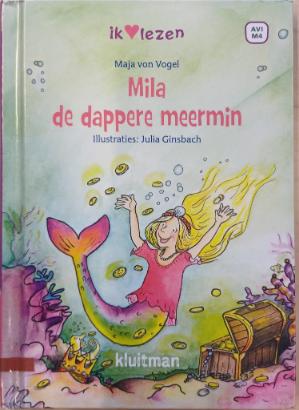 ik♥lezen
AVI
M4
Maja von Vogel
Mila
de dappere meermin
Illustraties: Julia Ginsbach
kluitman